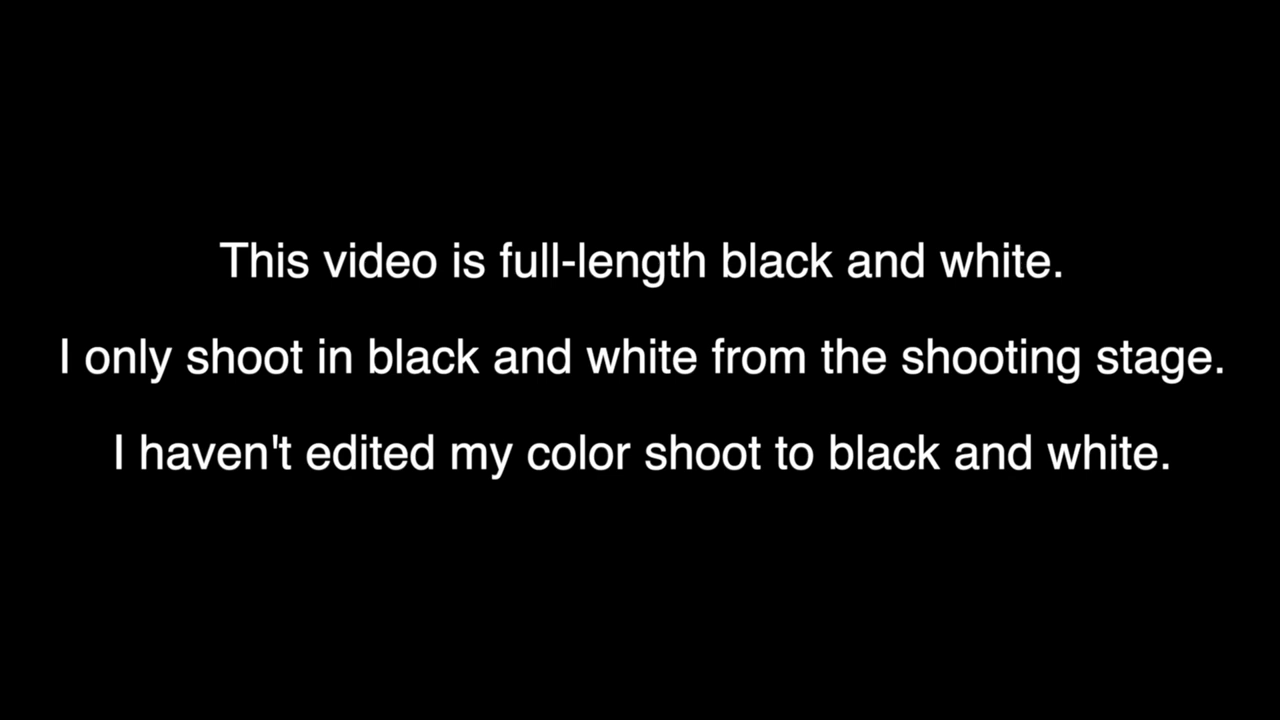 This video is full-length black and white.
I only shoot in black and white from the shooting stage.
I haven't edited my color shoot to black and white.